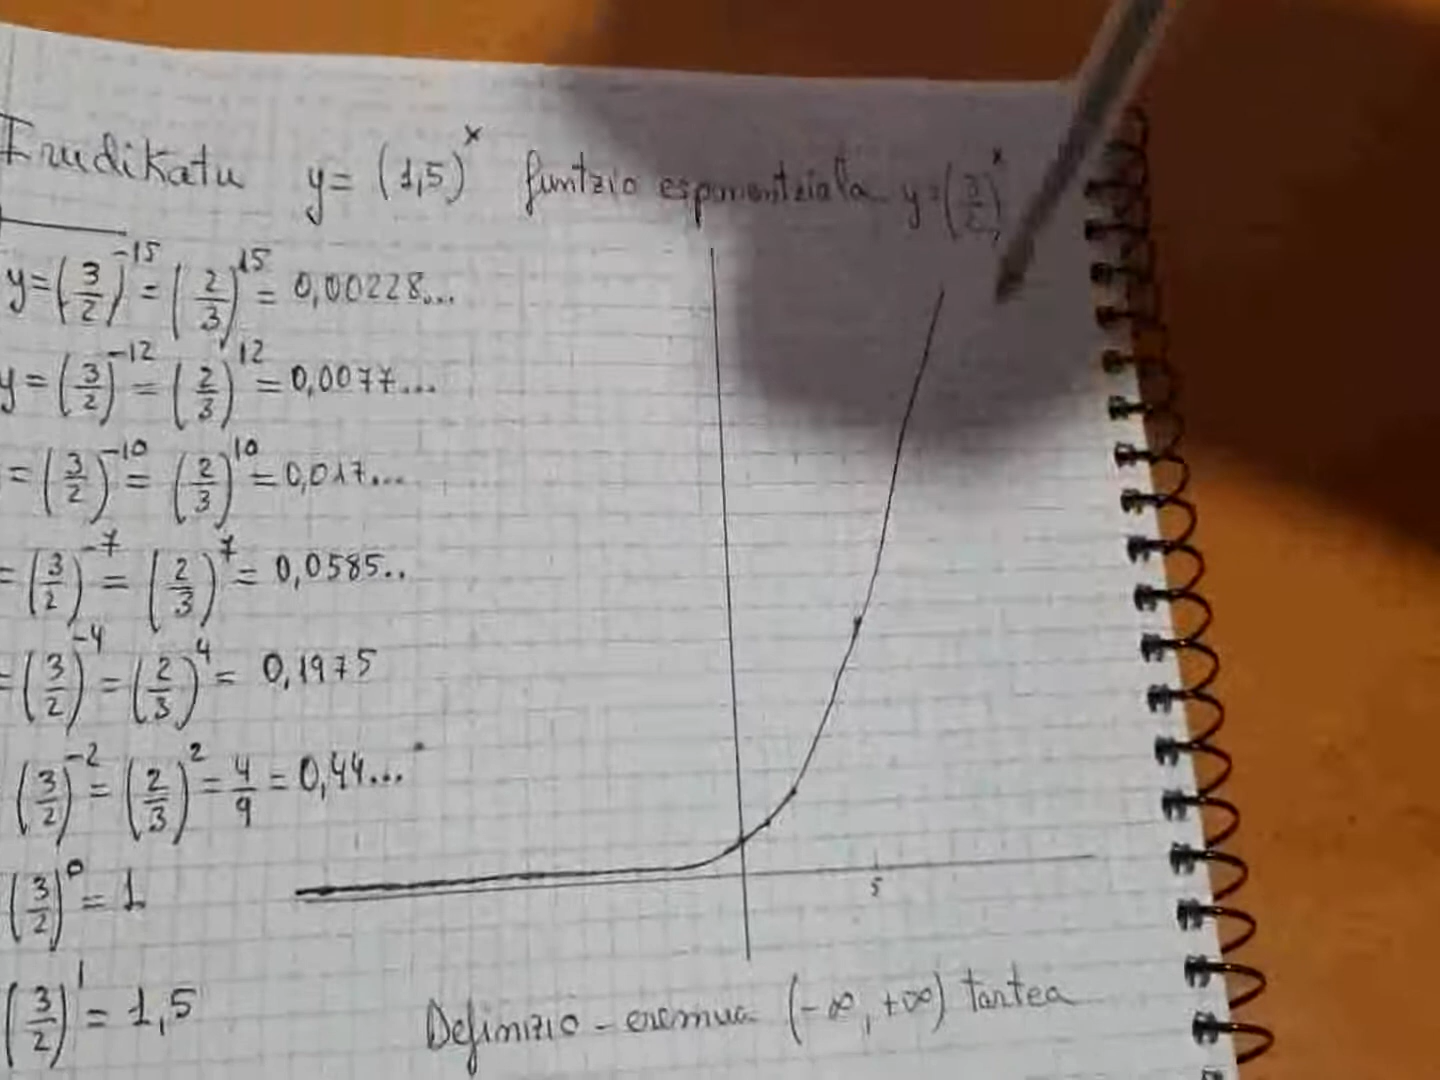 Irudikatu y = (1,5)^x funtzio esponentziala y = (3/2)^x
y = (3/2)^-15 = (2/3)^15 = 0,00228...
y = (3/2)^-12 = (2/3)^12 = 0,0077...
= (3/2)^-10 = (2/3)^10 = 0,017...
= (3/2)^-7 = (2/3)^7 = 0,0585..
= (3/2)^-4 = (2/3)^4 = 0,1975
(3/2)^-2 = (2/3)^2 = 4/9 = 0,44...
(3/2)^0 = 1
5
(3/2)^1 = 1,5
Definizio-eremua (-∞, +∞) tartea